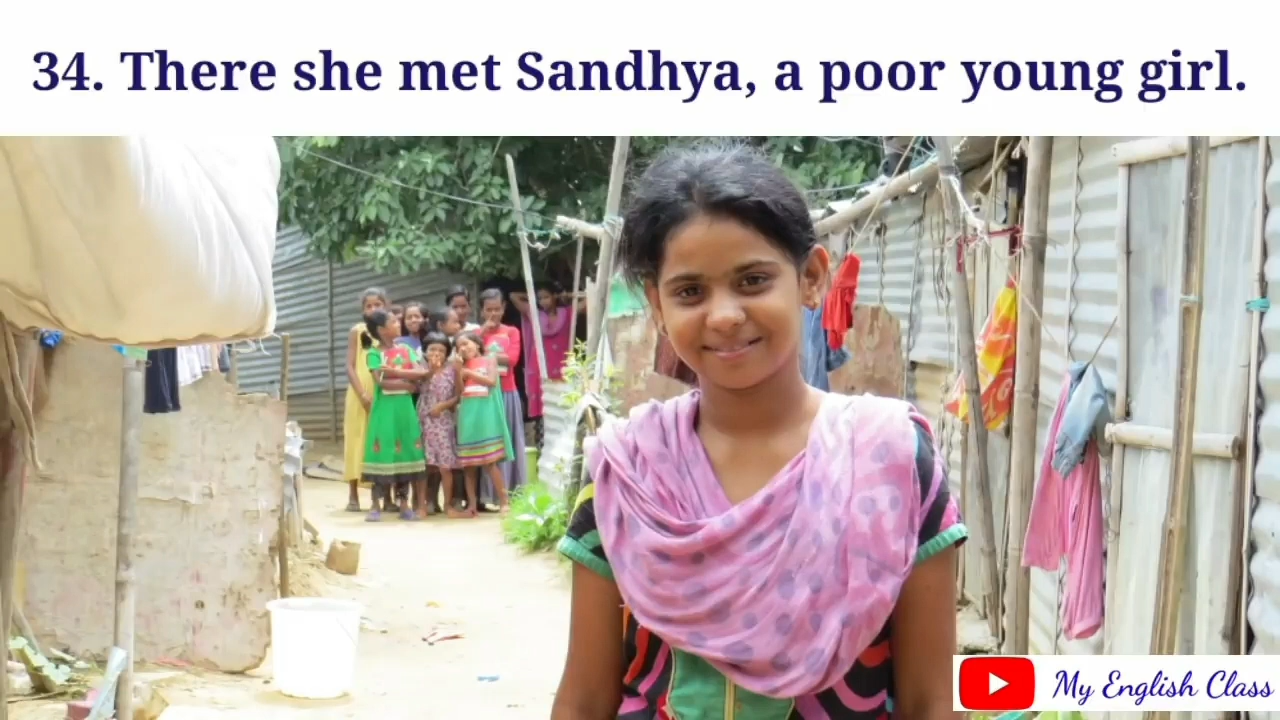 34. There she met Sandhya, a poor young girl.
My English Class